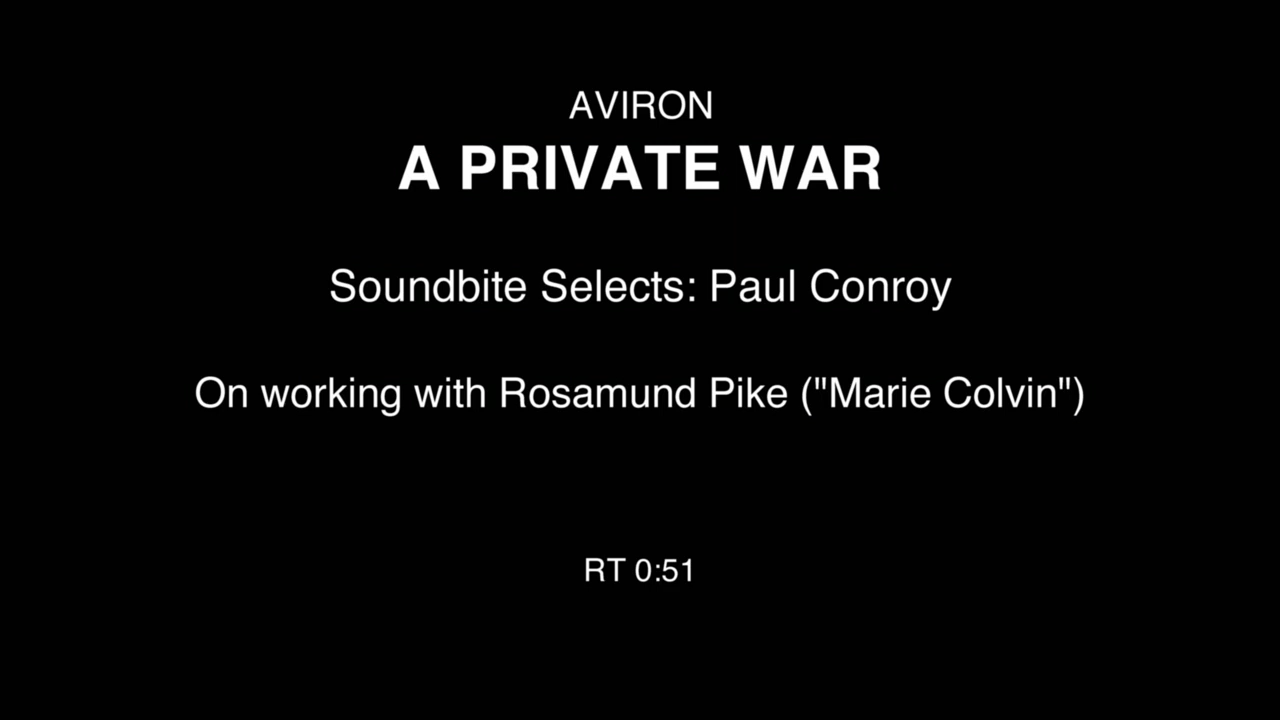 AVIRON
A PRIVATE WAR
Soundbite Selects: Paul Conroy
On working with Rosamund Pike ("Marie Colvin")
RT 0:51